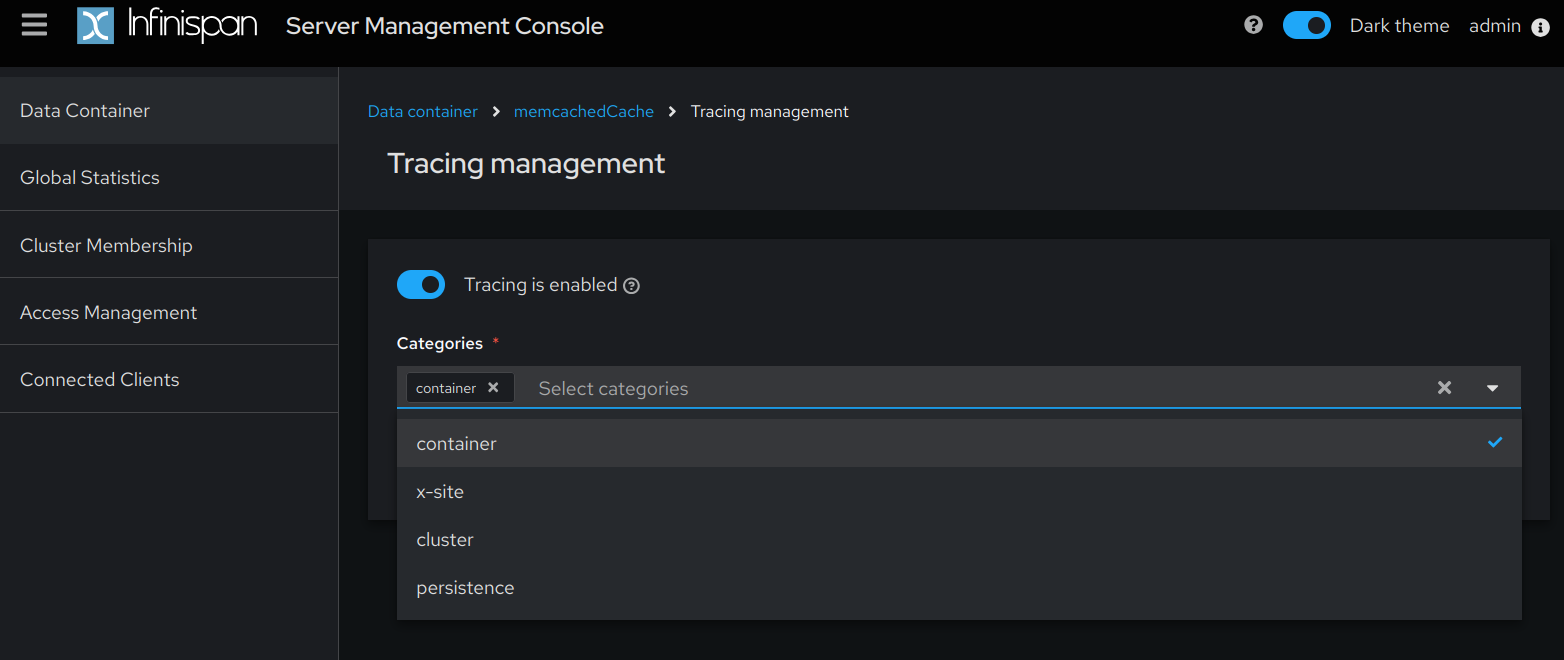 Infinispan Server Management Console Dark theme admin
Data Container
Global Statistics
Cluster Membership
Access Management
Connected Clients
Data container memcachedCache Tracing management
Tracing management
Tracing is enabled
Categories *
container Select categories
container
x-site
cluster
persistence